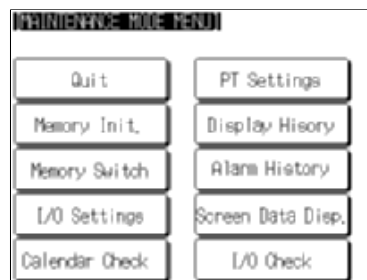 [MAINTENANCE MODE MENU]
Quit
PT Settings
Memory Init.
Display Hisory
Memory Switch
Alarm History
I/O Settings
Screen Data Disp.
Calendar Check
I/O Check